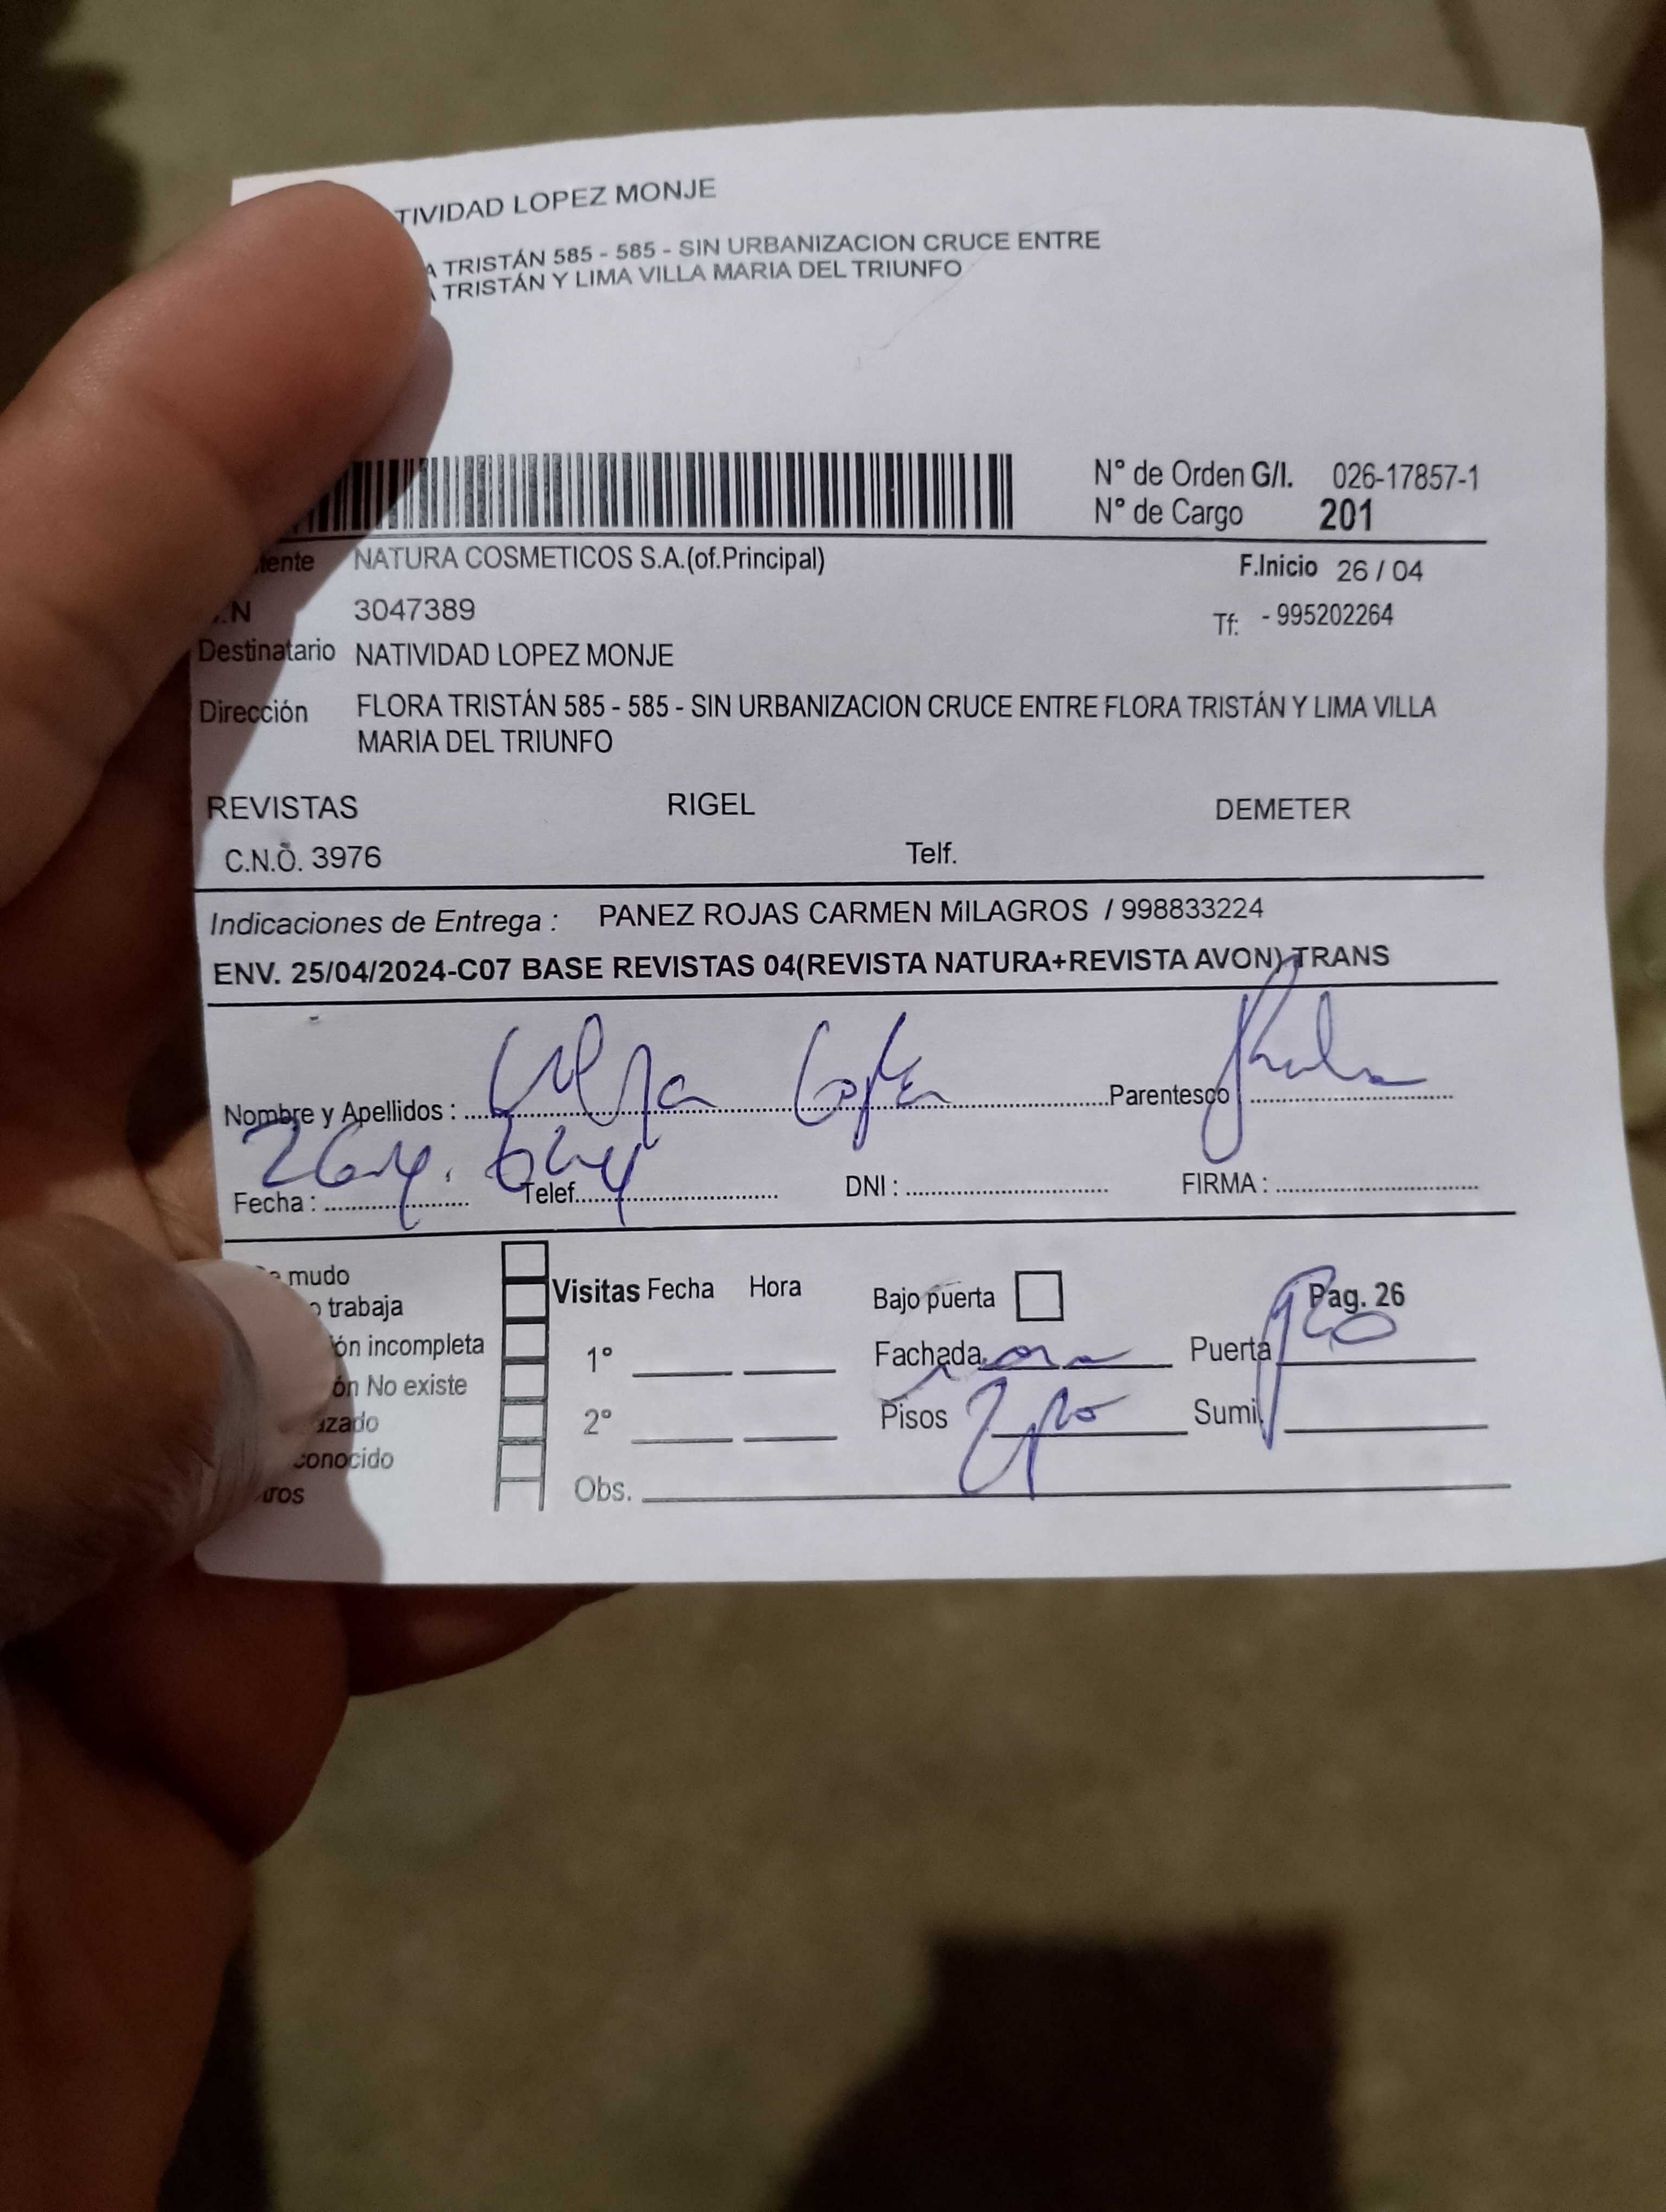 TIVIDAD LOPEZ MONJE
TRISTÁN 585 - 585 - SIN URBANIZACION CRUCE ENTRE
TRISTÁN Y LIMA VILLA MARIA DEL TRIUNFO
N° de Orden G/I. 026-17857-1
N° de Cargo 201
NATURA COSMETICOS S.A.(of.Principal)
F.Inicio 26 / 04
3047389
Tf: - 995202264
Destinatario NATIVIDAD LOPEZ MONJE
Dirección FLORA TRISTÁN 585 - 585 - SIN URBANIZACION CRUCE ENTRE FLORA TRISTÁN Y LIMA VILLA
MARIA DEL TRIUNFO
REVISTAS RIGEL DEMETER
C.N.O. 3976 Telf.
Indicaciones de Entrega : PANEZ ROJAS CARMEN MILAGROS / 998833224
ENV. 25/04/2024-C07 BASE REVISTAS 04(REVISTA NATURA+REVISTA AVON) TRANS
Nombre y Apellidos : Parentesco
Fecha : Telef. DNI : FIRMA :
mudo
trabaja
ón incompleta
ón No existe
azado
conocido
tros
Visitas Fecha Hora
1°
2°
Obs.
Bajo puerta
Pag. 26
Fachada Puerta
Pisos Sumi.